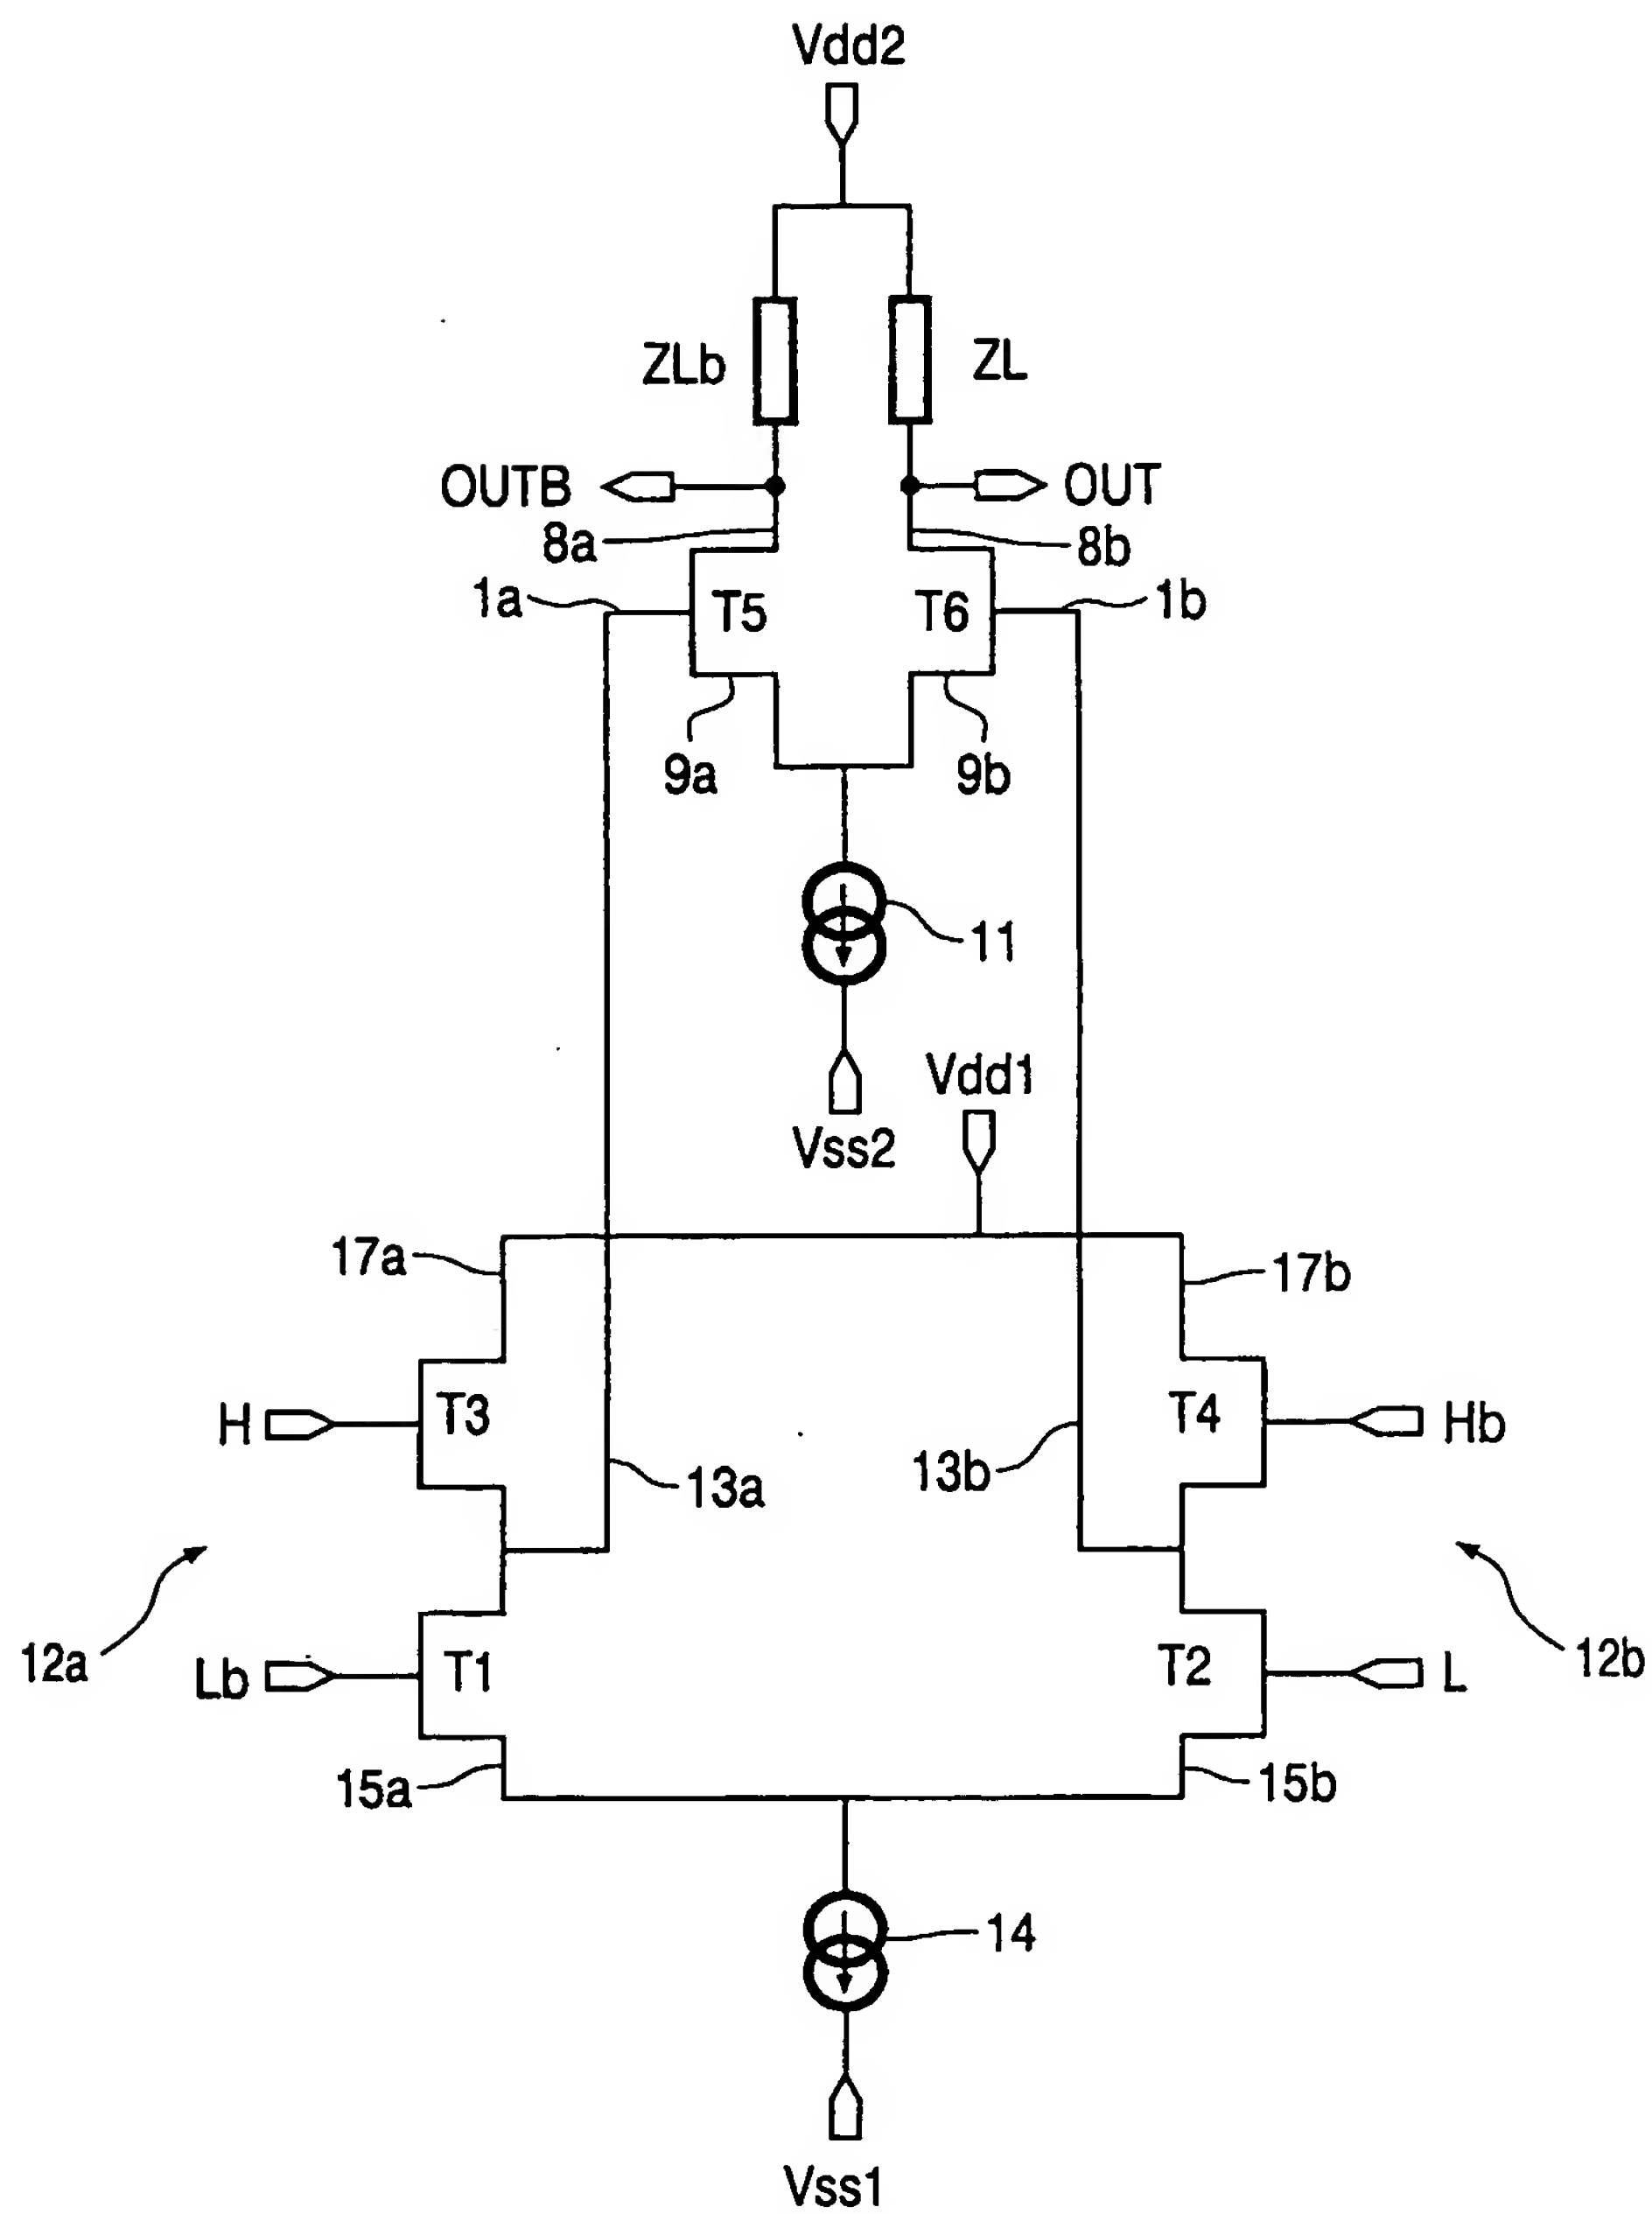 Vdd2
ZLb
ZL
OUTB
OUT
8a
8b
1a
T5
T6
1b
9a
9b
11
Vdd1
Vss2
17a
17b
H
T3
T4
Hb
13a
13b
12a
Lb
T1
T2
L
12b
15a
15b
14
Vss1